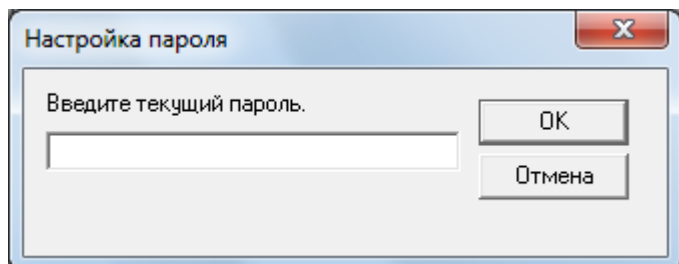 Настройка пароля
Введите текущий пароль.
OK
Отмена